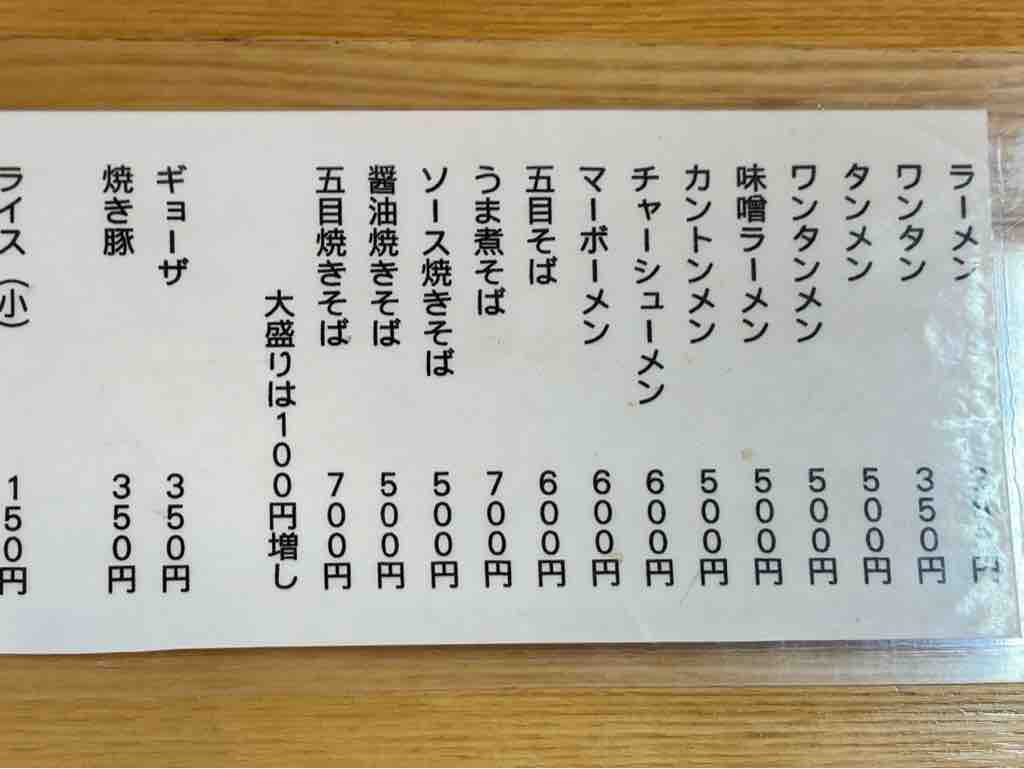 ラーメン 円
ワンタン 350円
タンメン 500円
ワンタンメン 500円
味噌ラーメン 500円
カントンメン 500円
チャーシューメン 600円
マーボーメン 600円
五目そば 600円
うま煮そば 700円
ソース焼きそば 500円
醤油焼きそば 500円
五目焼きそば 700円
大盛りは100円増し
ギョーザ 350円
焼き豚 350円
ライス（小） 150円